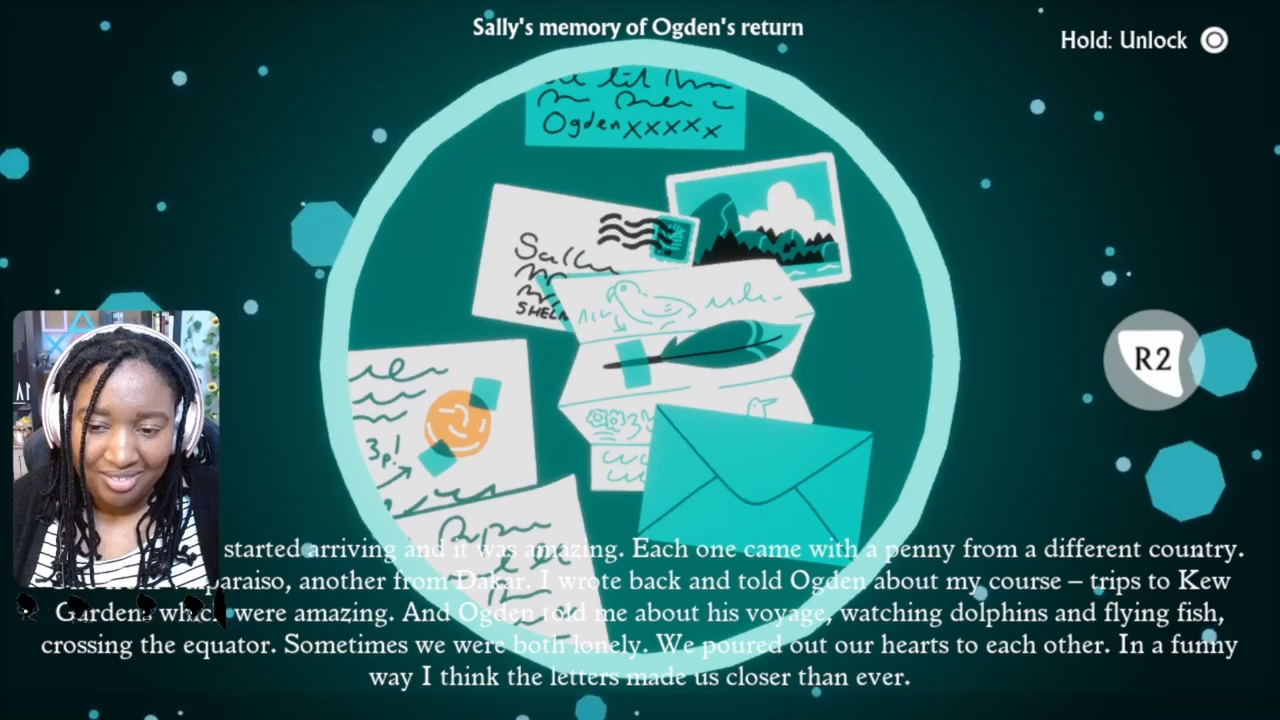 Sally's memory of Ogden's return
Hold: Unlock
Ogden xxxxx
Sally
3p!
R2
started arriving and it was amazing. Each one came with a penny from a different country.
another from Dakar. I wrote back and told Ogden about my course – trips to Kew
were amazing. And Ogden told me about his voyage, watching dolphins and flying fish,
crossing the equator. Sometimes we were both lonely. We poured out our hearts to each other. In a funny
way I think the letters made us closer than ever.